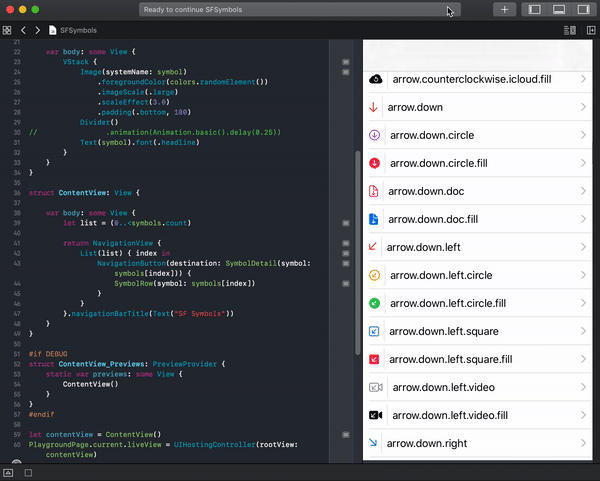 Ready to continue SFSymbols
SFSymbols
21
22 var body: some View {
23 VStack {
24 Image(systemName: symbol)
25 .foregroundColor(colors.randomElement())
26 .imageScale(.large)
27 .scaleEffect(3.0)
28 .padding(.bottom, 100)
29 Divider()
30 // .animation(Animation.basic().delay(0.25))
31 Text(symbol).font(.headline)
32 }
33 }
34 }
35
36 struct ContentView: View {
37
38 var body: some View {
39 let list = (0..<symbols.count)
40
41 return NavigationView {
42 List(list) { index in
43 NavigationButton(destination: SymbolDetail(symbol:
symbols[index])) {
44 SymbolRow(symbol: symbols[index])
45 }
46 }
47 }.navigationBarTitle(Text("SF Symbols"))
48 }
49 }
50
51 #if DEBUG
52 struct ContentView_Previews: PreviewProvider {
53 static var previews: some View {
54 ContentView()
55 }
56 }
57 #endif
58
59 let contentView = ContentView()
60 PlaygroundPage.current.liveView = UIHostingController(rootView:
contentView)
arrow.counterclockwise.icloud.fill
arrow.down
arrow.down.circle
arrow.down.circle.fill
arrow.down.doc
arrow.down.doc.fill
arrow.down.left
arrow.down.left.circle
arrow.down.left.circle.fill
arrow.down.left.square
arrow.down.left.square.fill
arrow.down.left.video
arrow.down.left.video.fill
arrow.down.right